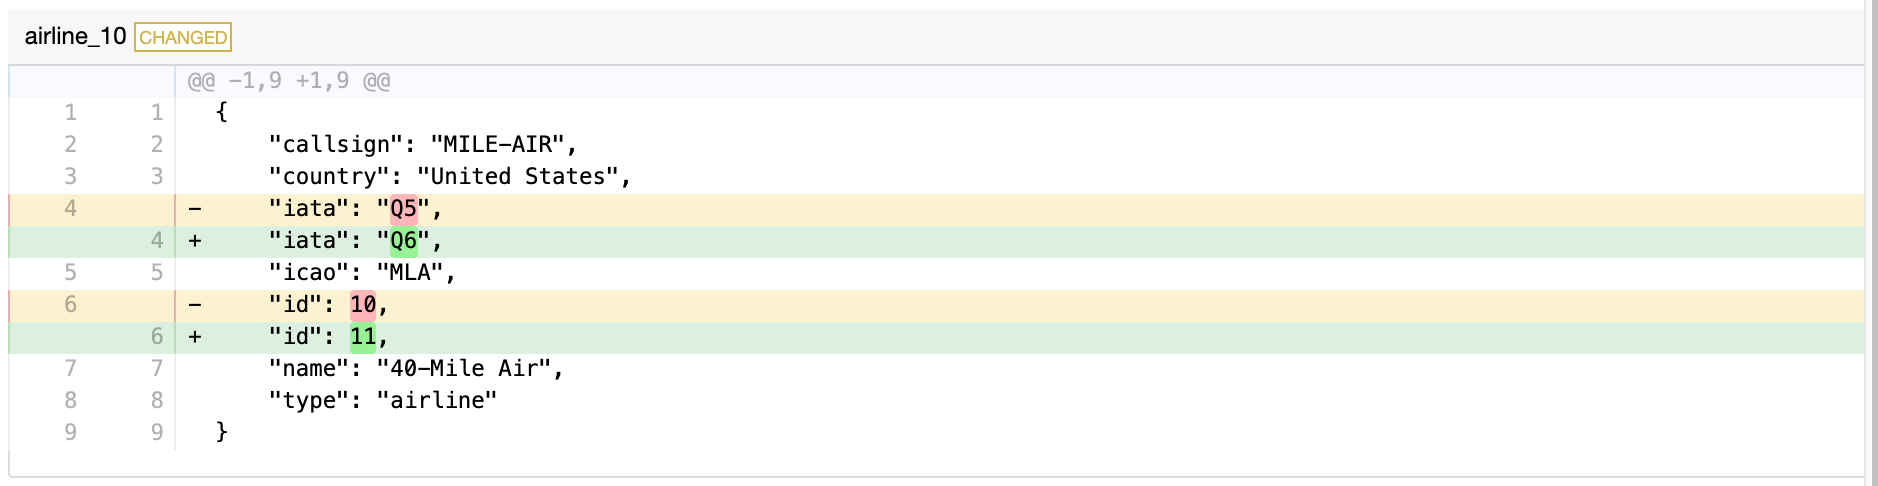 airline_10 CHANGED
@@ -1,9 +1,9 @@
1 1 {
2 2 "callsign": "MILE-AIR",
3 3 "country": "United States",
4 - "iata": "Q5",
4 + "iata": "Q6",
5 5 "icao": "MLA",
6 - "id": 10,
6 + "id": 11,
7 7 "name": "40-Mile Air",
8 8 "type": "airline"
9 9 }